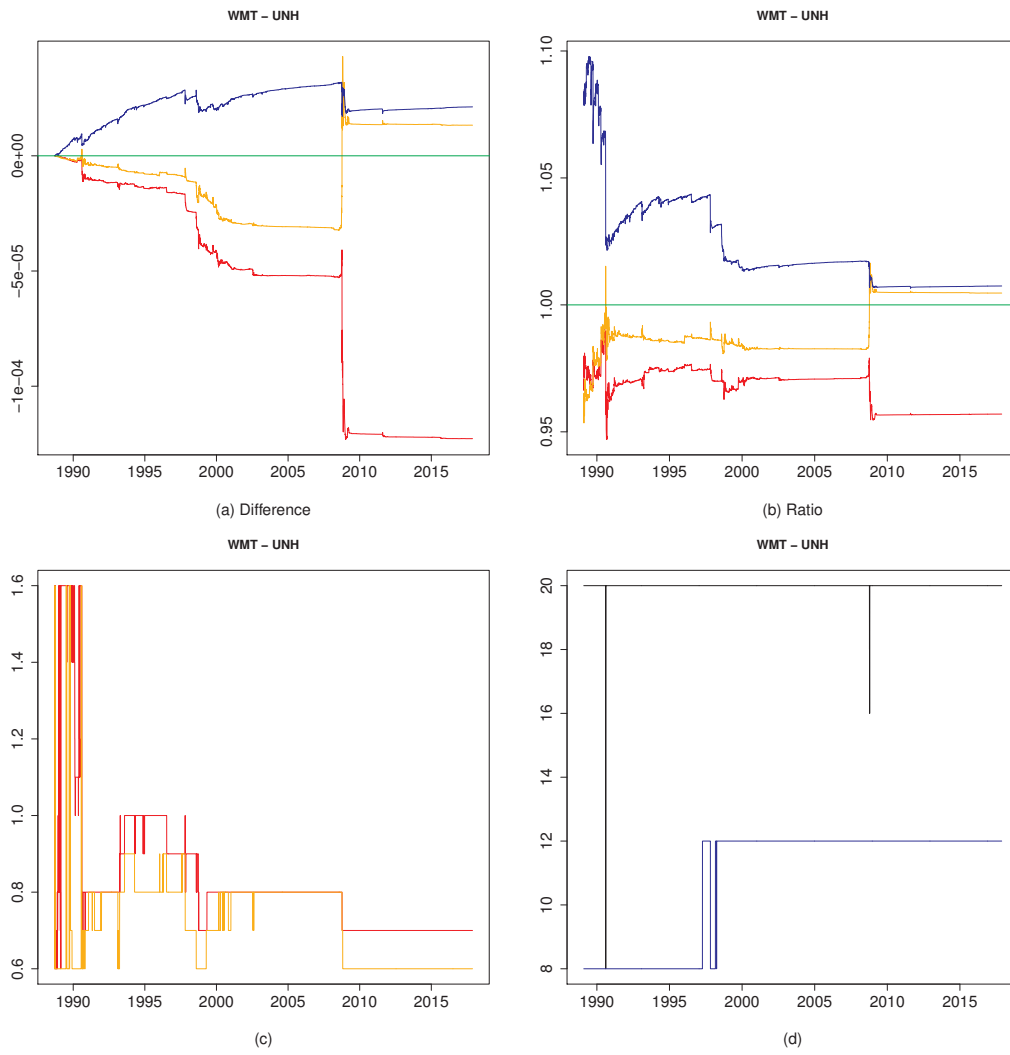 WMT − UNH
0e+00
−5e−05
−1e−04
1990 1995 2000 2005 2010 2015
(a) Difference
WMT − UNH
1.10
1.05
1.00
0.95
1990 1995 2000 2005 2010 2015
(b) Ratio
WMT − UNH
1.6
1.4
1.2
1.0
0.8
0.6
1990 1995 2000 2005 2010 2015
(c)
WMT − UNH
20
18
16
14
12
10
8
1990 1995 2000 2005 2010 2015
(d)